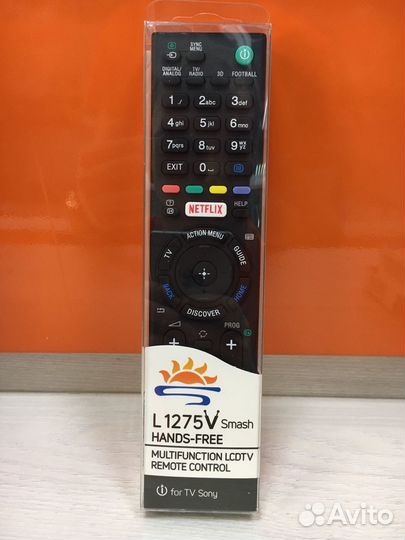 SYNC
MENU
DIGITAL/
ANALOG
TV/
RADIO
3D
FOOTBALL
1
2abc
3def
4ghi
5jkl
6mno
7pqrs
8tuv
9wxyz
EXIT
0
NETFLIX
HELP
ACTION MENU
TV
GUIDE
BACK
HOME
DISCOVER
PROG
+
+
L1275V Smash
HANDS-FREE
MULTIFUNCTION LCDTV
REMOTE CONTROL
for TV Sony
Avito